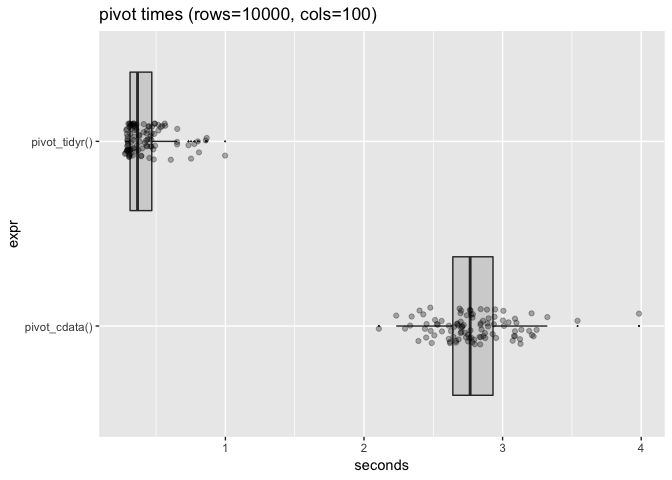 pivot times (rows=10000, cols=100)
pivot_tidyr()
expr
pivot_cdata()
1 2 3 4
seconds